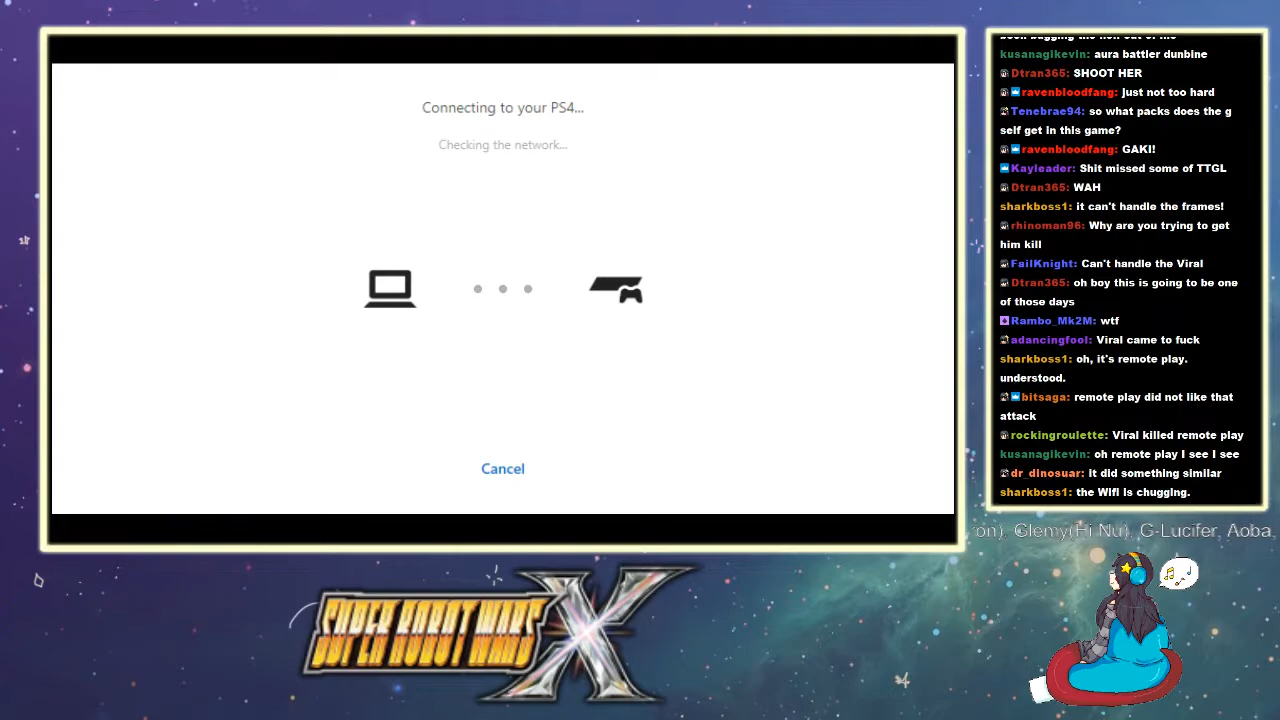 Connecting to your PS4...
Checking the network...
Cancel
kusanagikevin: aura battler dunbine
Dtran365: SHOOT HER
ravenbloodfang: just not too hard
Tenebrae94: so what packs does the g
self get in this game?
ravenbloodfang: GAKI!
Kayleader: Shit missed some of TTGL
Dtran365: WAH
sharkboss1: it can't handle the frames!
rhinoman96: Why are you trying to get
him kill
FailKnight: Can't handle the Viral
Dtran365: oh boy this is going to be one
of those days
Rambo_Mk2M: wtf
adancingfool: Viral came to fuck
sharkboss1: oh, it's remote play.
understood.
bitsaga: remote play did not like that
attack
rockingroulette: Viral killed remote play
kusanagikevin: oh remote play I see I see
dr_dinosuar: it did something similar
sharkboss1: the Wifi is chugging.
on), Glemy(Hi Nu), G-Lucifer, Aoba
SUPER ROBOT WARS X